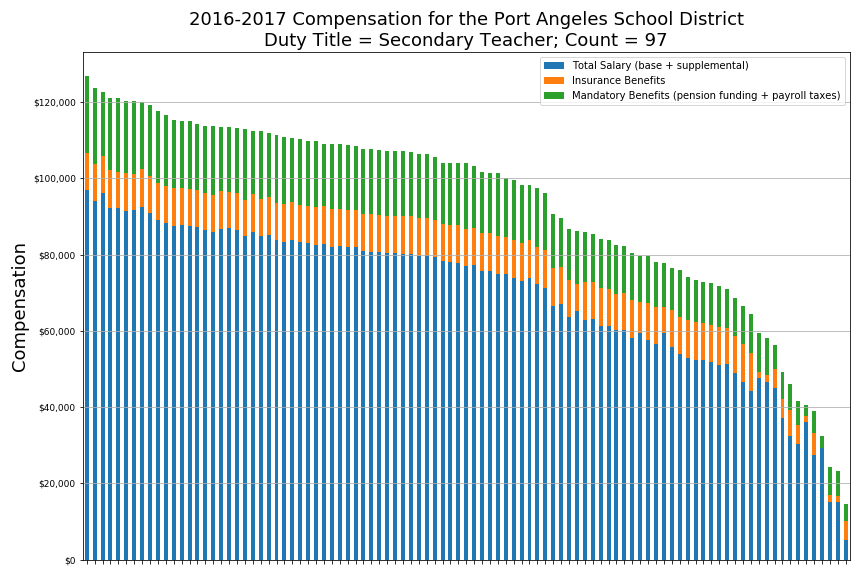 2016-2017 Compensation for the Port Angeles School District
Duty Title = Secondary Teacher; Count = 97
Total Salary (base + supplemental)
Insurance Benefits
Mandatory Benefits (pension funding + payroll taxes)
Compensation
$120,000
$100,000
$80,000
$60,000
$40,000
$20,000
$0